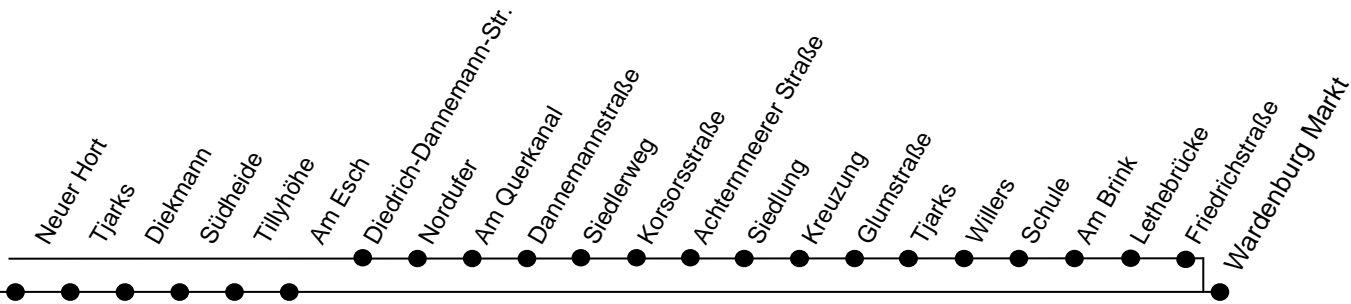 Neuer Hort
Tjarks
Diekmann
Südheide
Tillyhöhe
Am Esch
Diedrich-Dannemann-Str.
Nordufer
Am Querkanal
Dannemannstraße
Siedlerweg
Korsorsstraße
Achternmeerer Straße
Siedlung
Kreuzung
Glumstraße
Tjarks
Willers
Schule
Am Brink
Lethebrücke
Friedrichstraße
Wardenburg Markt